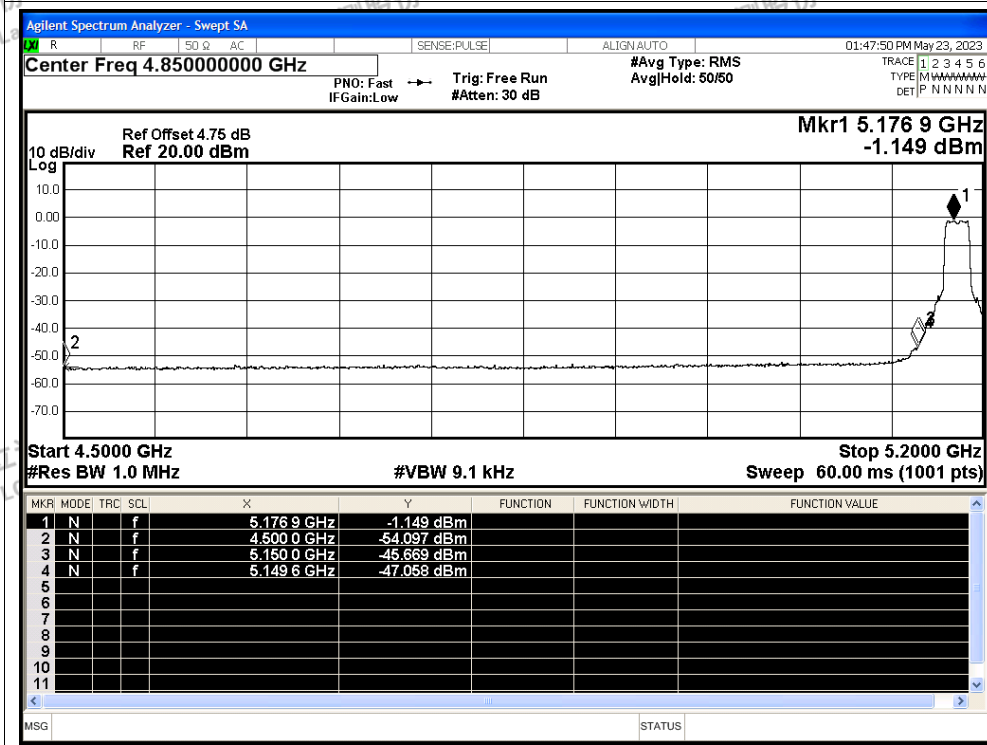 Agilent Spectrum Analyzer - Swept SA
LXI R RF 50 Ω AC SENSE:PULSE ALIGN AUTO 01:47:50 PM May 23, 2023
Center Freq 4.850000000 GHz
PNO: Fast
IFGain:Low
Trig: Free Run
#Atten: 30 dB
#Avg Type: RMS
Avg|Hold: 50/50
TRACE 1 2 3 4 5 6
TYPE M
DET P N N N N N
Mkr1 5.176 9 GHz
-1.149 dBm
Ref Offset 4.75 dB
10 dB/div Ref 20.00 dBm
Log
10.0
0.00
-10.0
-20.0
-30.0
-40.0
-50.0
-60.0
-70.0
1
2
Start 4.5000 GHz Stop 5.2000 GHz
#Res BW 1.0 MHz #VBW 9.1 kHz Sweep 60.00 ms (1001 pts)
MKR MODE TRC SCL X Y FUNCTION FUNCTION WIDTH FUNCTION VALUE
1 N f 5.176 9 GHz -1.149 dBm
2 N f 4.500 0 GHz -54.097 dBm
3 N f 5.150 0 GHz -45.669 dBm
4 N f 5.149 6 GHz -47.058 dBm
5
6
7
8
9
10
11
MSG STATUS